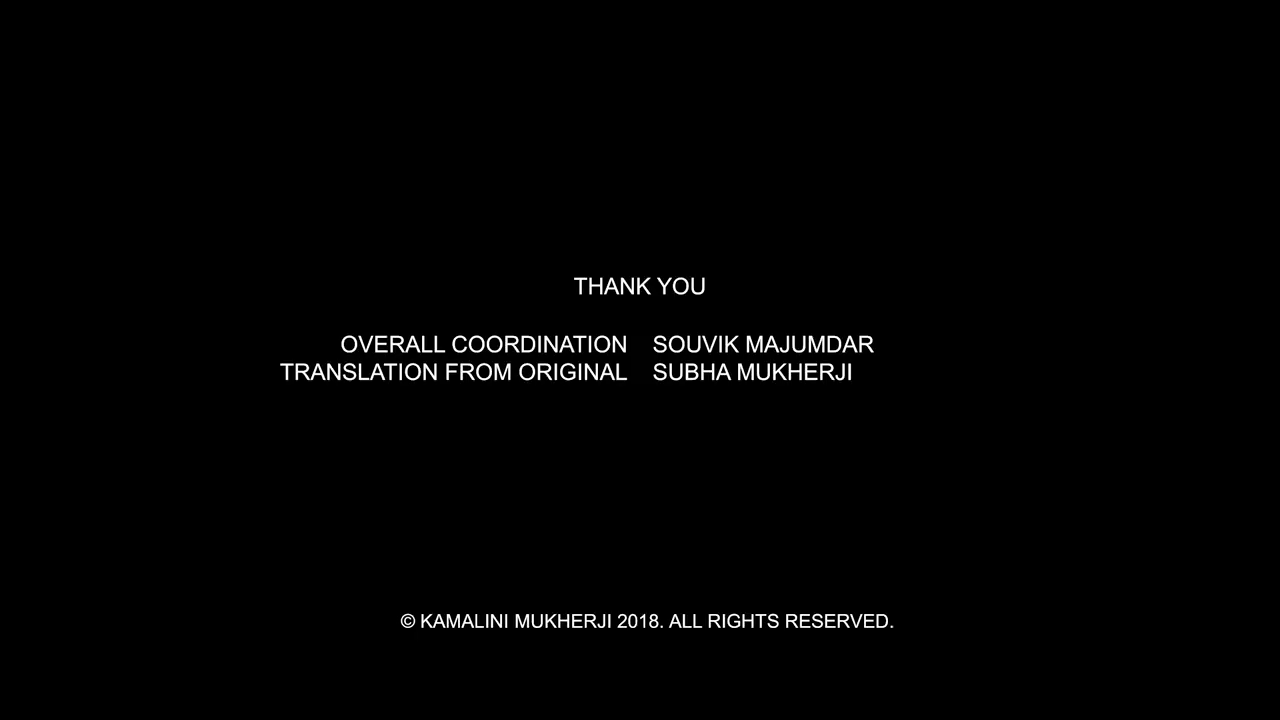 THANK YOU
OVERALL COORDINATION SOUVIK MAJUMDAR
TRANSLATION FROM ORIGINAL SUBHA MUKHERJI
© KAMALINI MUKHERJI 2018. ALL RIGHTS RESERVED.